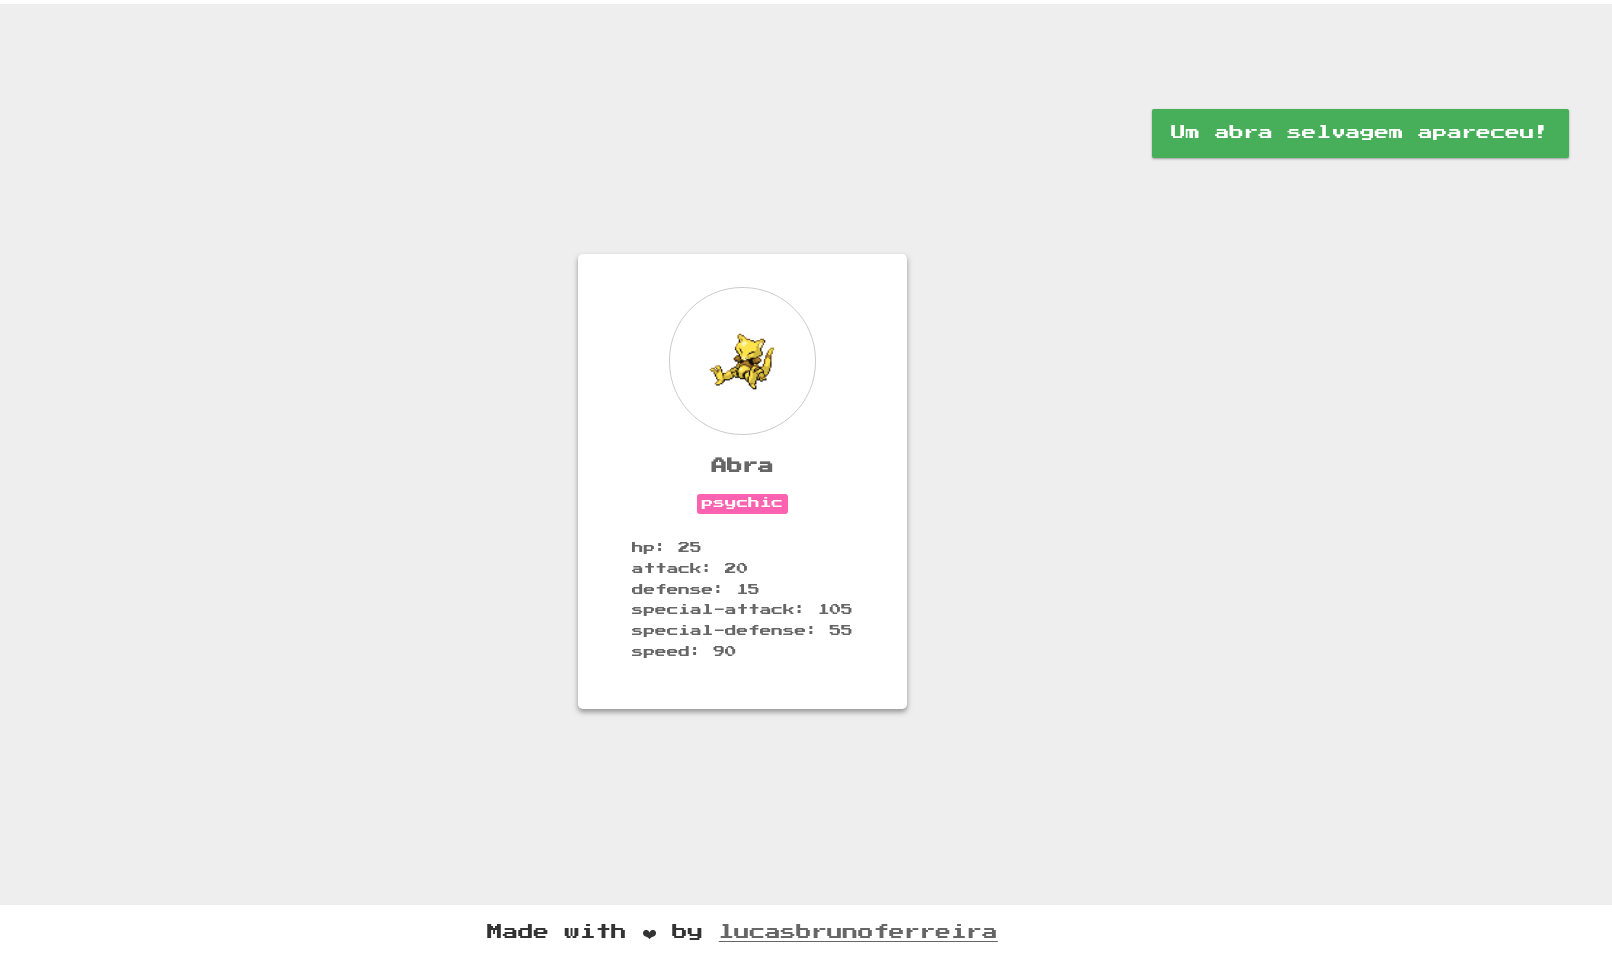 Um abra selvagem apareceu!
Abra
psychic
hp: 25
attack: 20
defense: 15
special-attack: 105
special-defense: 55
speed: 90
Made with ❤ by lucasbrunoferreira